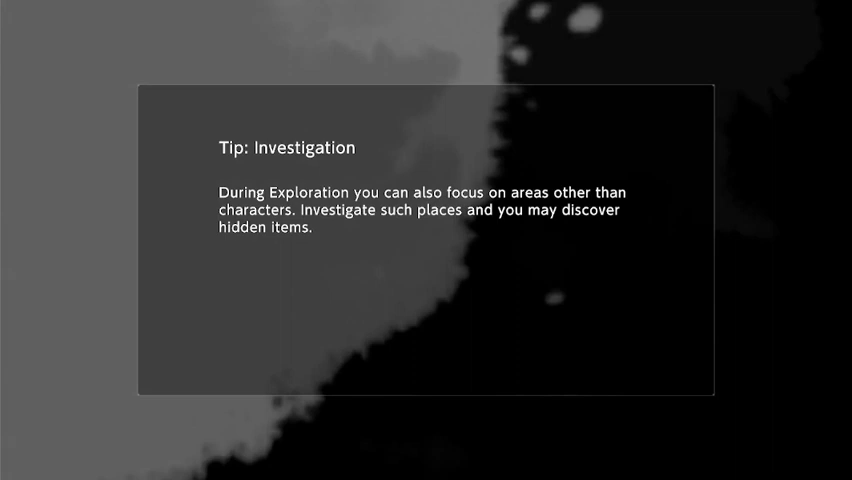 Tip: Investigation
During Exploration you can also focus on areas other than
characters. Investigate such places and you may discover
hidden items.